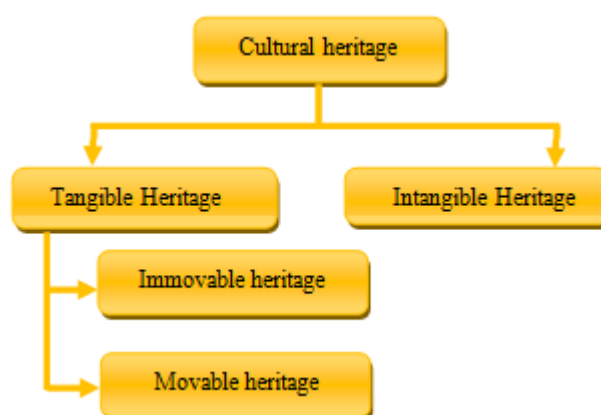 Cultural heritage
Tangible Heritage
Intangible Heritage
Immovable heritage
Movable heritage